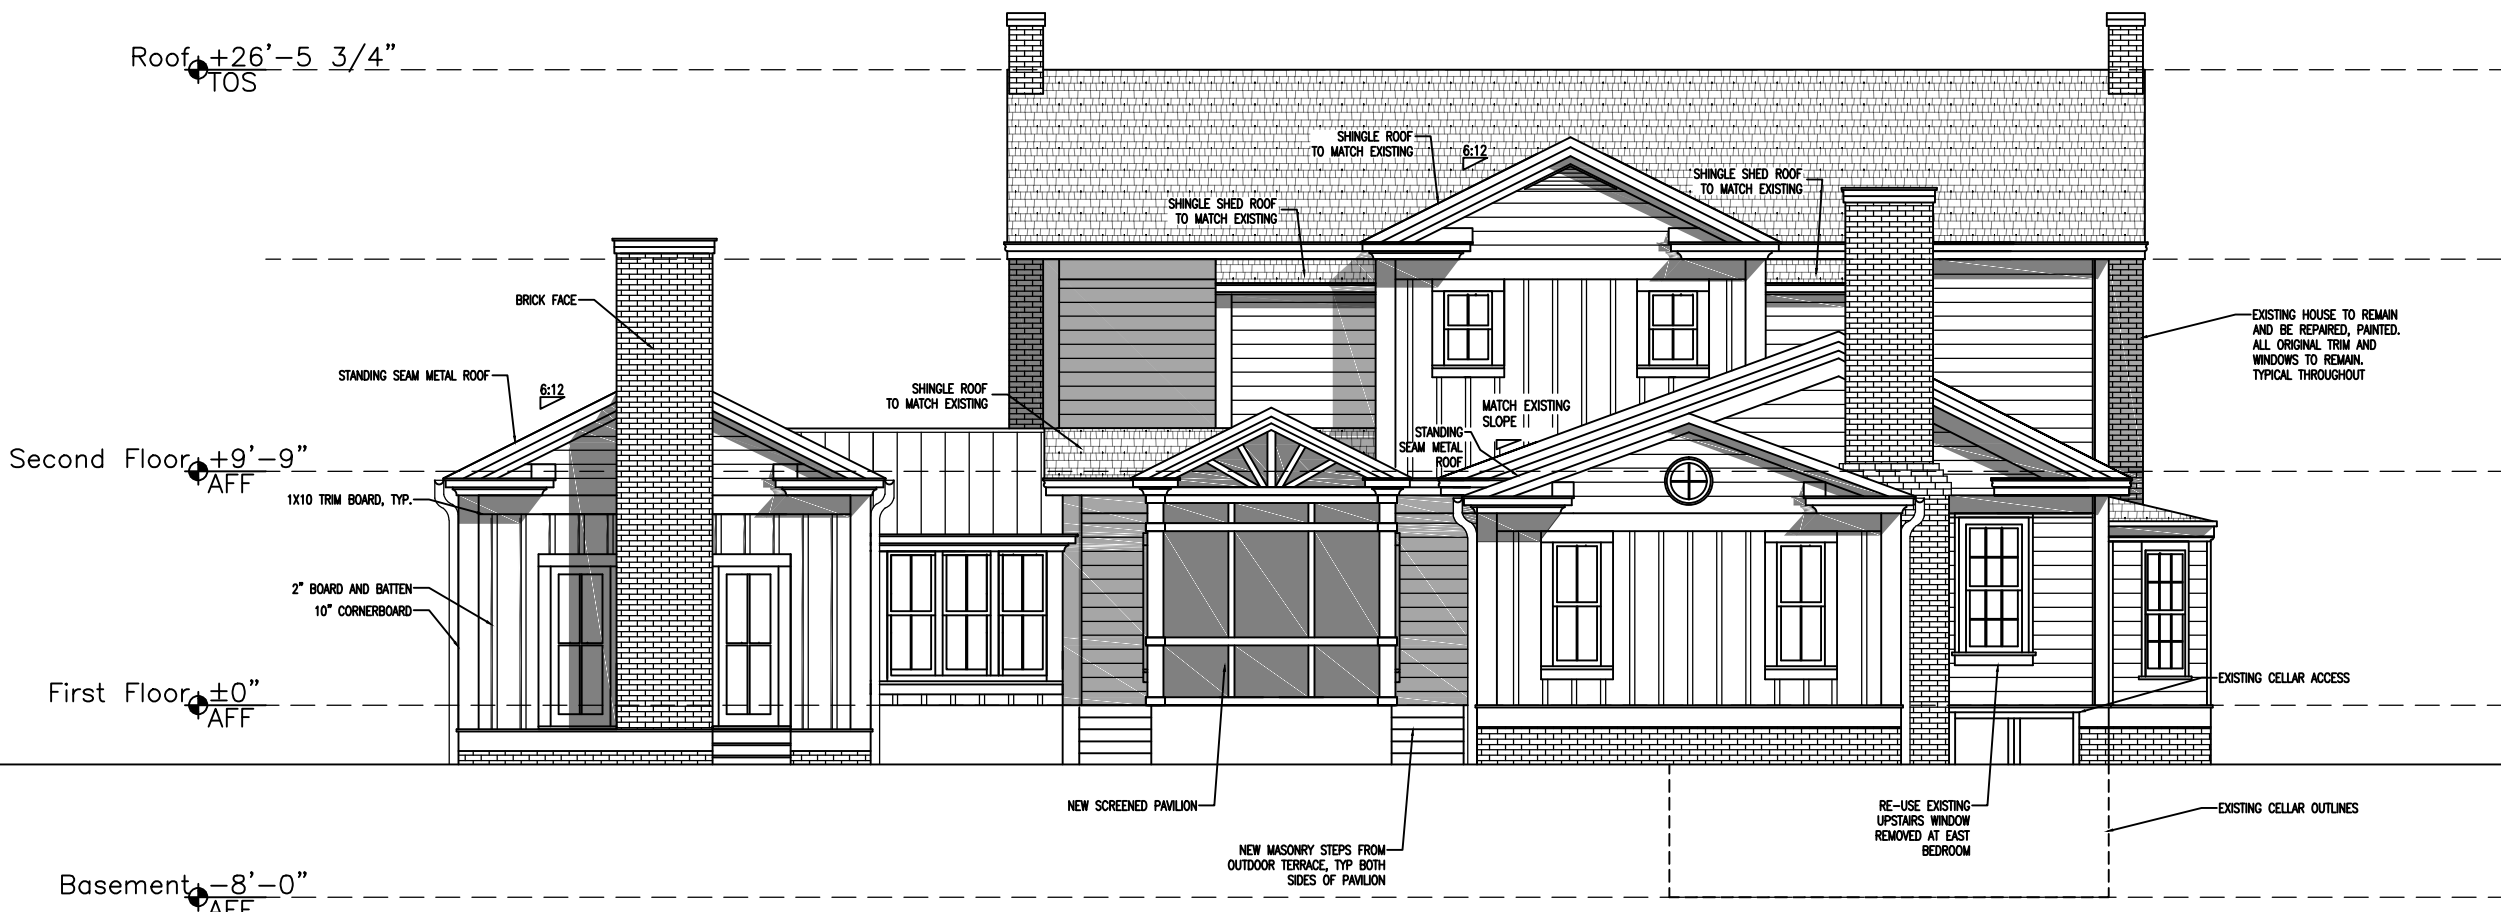 Roof +26'-5 3/4"
TOS
SHINGLE ROOF
TO MATCH EXISTING
6:12
SHINGLE SHED ROOF
TO MATCH EXISTING
SHINGLE SHED ROOF
TO MATCH EXISTING
BRICK FACE
EXISTING HOUSE TO REMAIN
AND BE REPAIRED, PAINTED.
ALL ORIGINAL TRIM AND
WINDOWS TO REMAIN.
TYPICAL THROUGHOUT
STANDING SEAM METAL ROOF
6:12
SHINGLE ROOF
TO MATCH EXISTING
MATCH EXISTING
SLOPE
STANDING
SEAM METAL
ROOF
Second Floor +9'-9"
AFF
1X10 TRIM BOARD, TYP.
2" BOARD AND BATTEN
10" CORNERBOARD
First Floor ±0"
AFF
EXISTING CELLAR ACCESS
NEW SCREENED PAVILION
RE-USE EXISTING
UPSTAIRS WINDOW
REMOVED AT EAST
BEDROOM
EXISTING CELLAR OUTLINES
NEW MASONRY STEPS FROM
OUTDOOR TERRACE, TYP BOTH
SIDES OF PAVILION
Basement -8'-0"
AFF